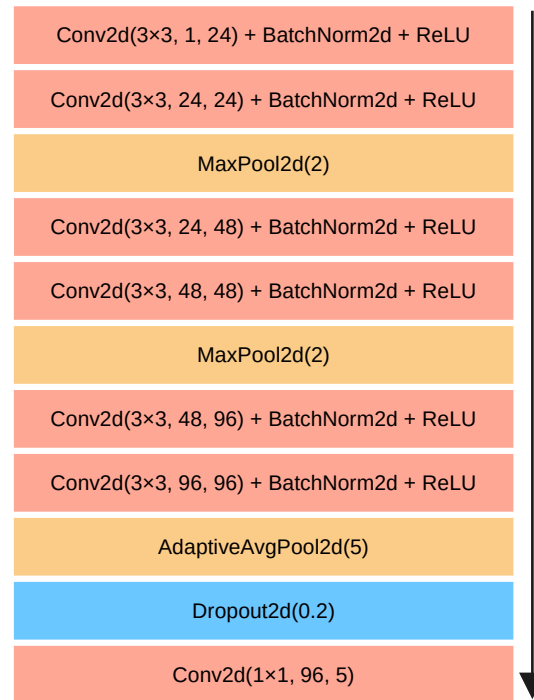 Conv2d(3×3, 1, 24) + BatchNorm2d + ReLU
Conv2d(3×3, 24, 24) + BatchNorm2d + ReLU
MaxPool2d(2)
Conv2d(3×3, 24, 48) + BatchNorm2d + ReLU
Conv2d(3×3, 48, 48) + BatchNorm2d + ReLU
MaxPool2d(2)
Conv2d(3×3, 48, 96) + BatchNorm2d + ReLU
Conv2d(3×3, 96, 96) + BatchNorm2d + ReLU
AdaptiveAvgPool2d(5)
Dropout2d(0.2)
Conv2d(1×1, 96, 5)